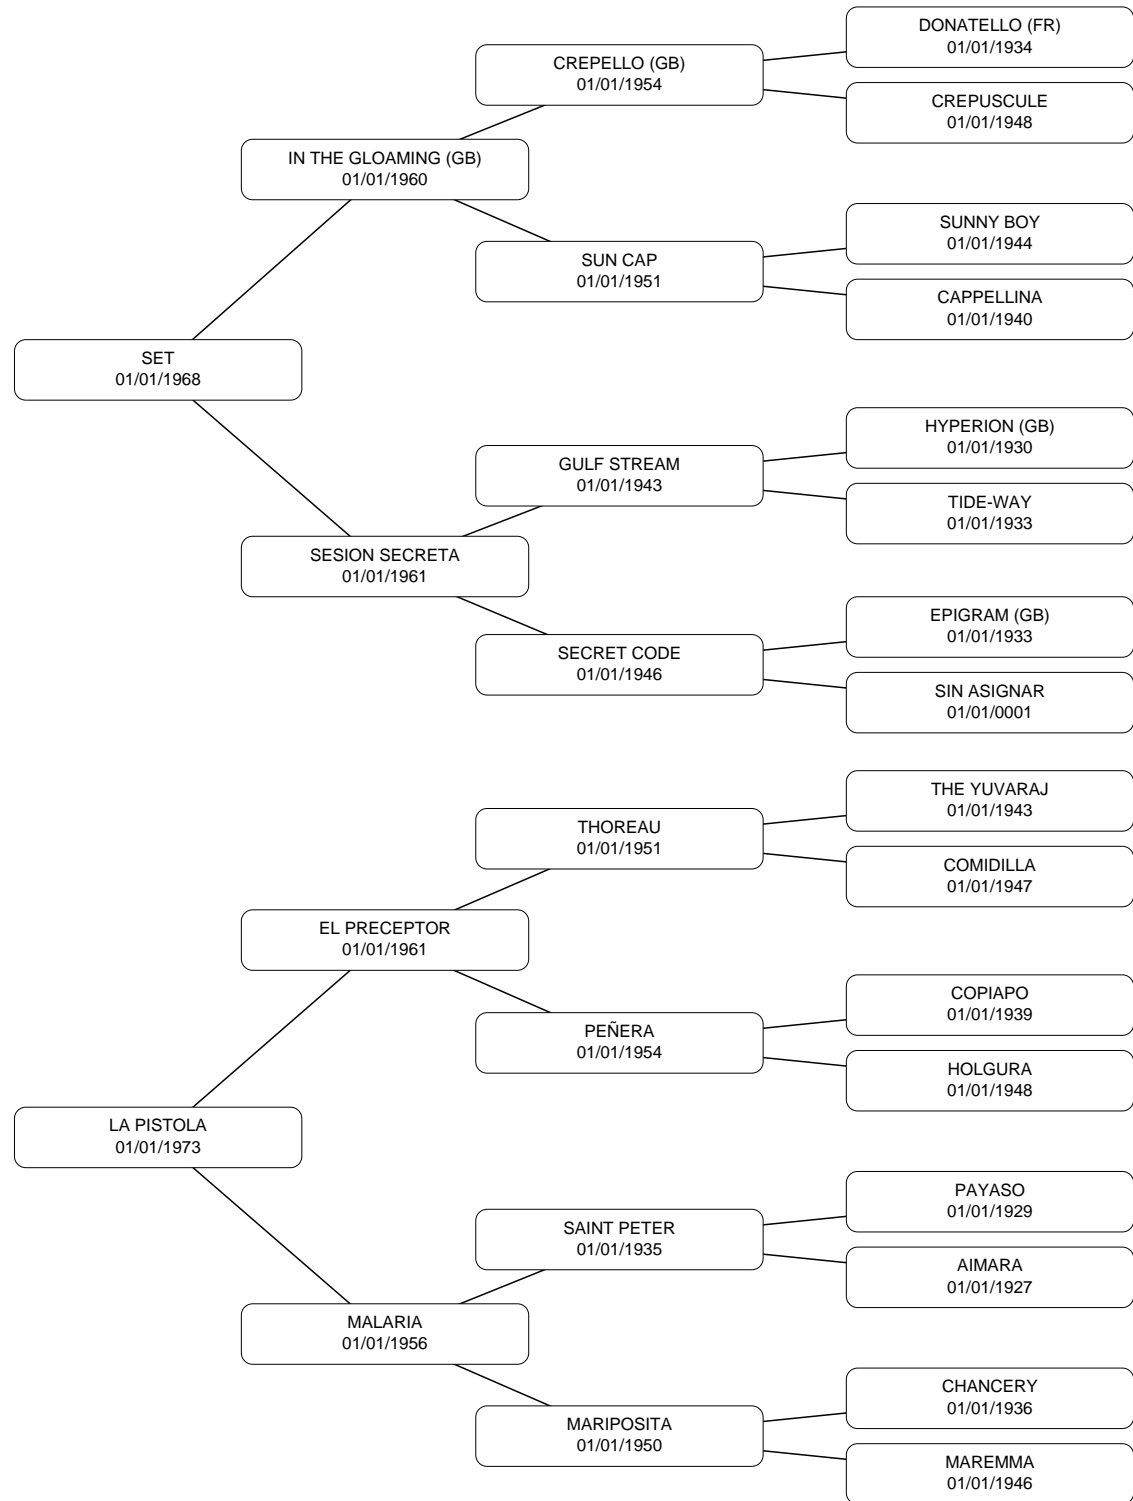 DONATELLO (FR)
01/01/1934
CREPELLO (GB)
01/01/1954
CREPUSCULE
01/01/1948
IN THE GLOAMING (GB)
01/01/1960
SUNNY BOY
01/01/1944
SUN CAP
01/01/1951
CAPPELLINA
01/01/1940
SET
01/01/1968
HYPERION (GB)
01/01/1930
GULF STREAM
01/01/1943
TIDE-WAY
01/01/1933
SESION SECRETA
01/01/1961
EPIGRAM (GB)
01/01/1933
SECRET CODE
01/01/1946
SIN ASIGNAR
01/01/0001
THE YUVARAJ
01/01/1943
THOREAU
01/01/1951
COMIDILLA
01/01/1947
EL PRECEPTOR
01/01/1961
COPIAPO
01/01/1939
PEÑERA
01/01/1954
HOLGURA
01/01/1948
LA PISTOLA
01/01/1973
PAYASO
01/01/1929
SAINT PETER
01/01/1935
AIMARA
01/01/1927
MALARIA
01/01/1956
CHANCERY
01/01/1936
MARIPOSITA
01/01/1950
MAREMMA
01/01/1946